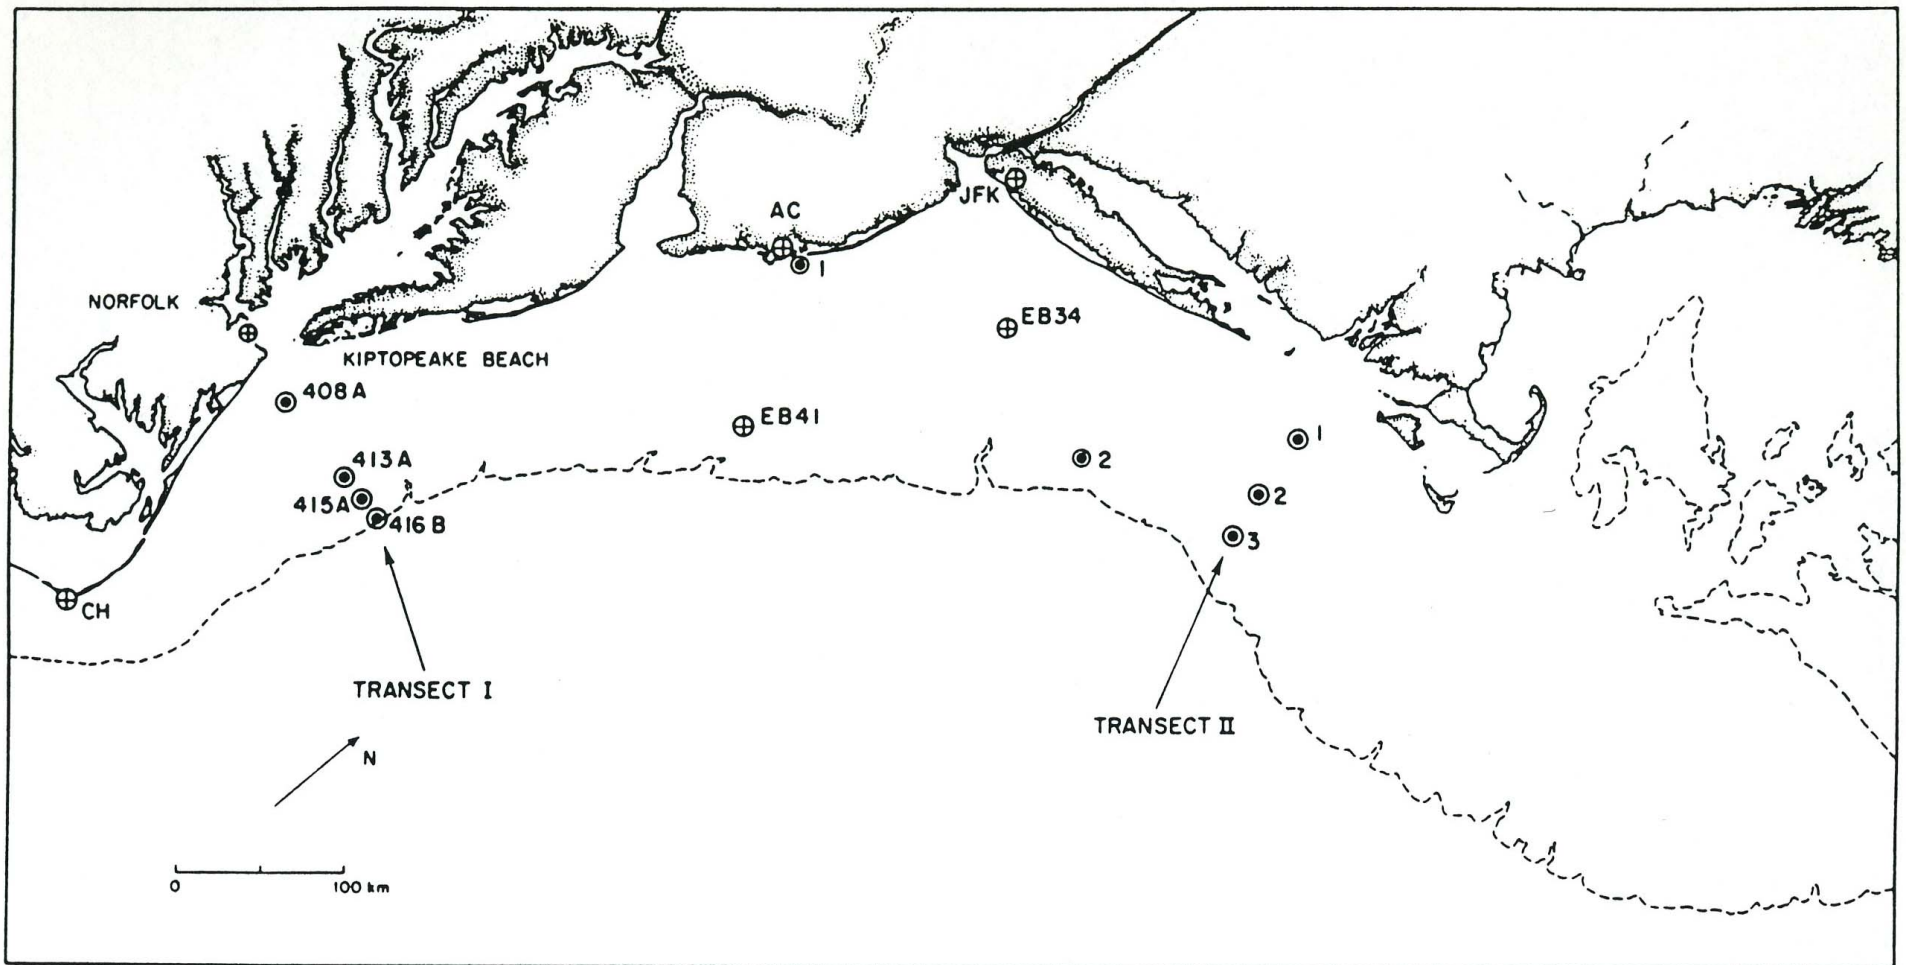 JFK
AC
1
NORFOLK
EB34
KIPTOPEAKE BEACH
408A
EB41
1
413A
2
415A
2
416B
3
CH
TRANSECT I
TRANSECT II
N
0
100 km